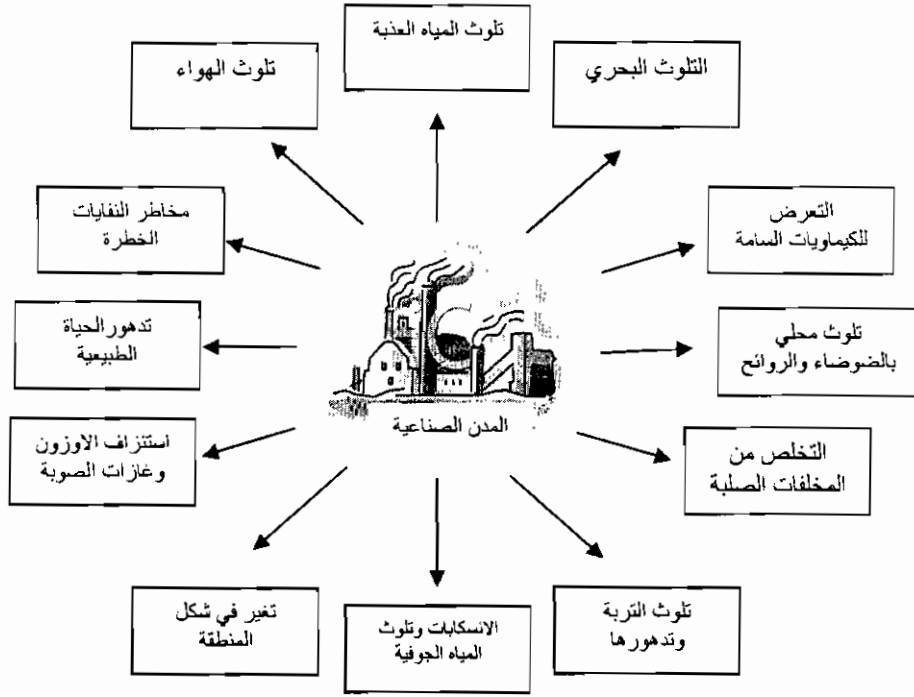 تلوث المياه العذبة
التلوث البحري
تلوث الهواء
التعرض
للكيماويات السامة
مخاطر النفايات
الخطرة
تلوث محلي
بالضوضاء والروائح
تدهورالحياة
الطبيعية
المدن الصناعية
التخلص من
المخلفات الصلبة
استنزاف الاوزون
وغازات الصوبة
تلوث التربة
وتدهورها
الانسكابات وتلوث
المياه الجوفية
تغير في شكل
المنطقة